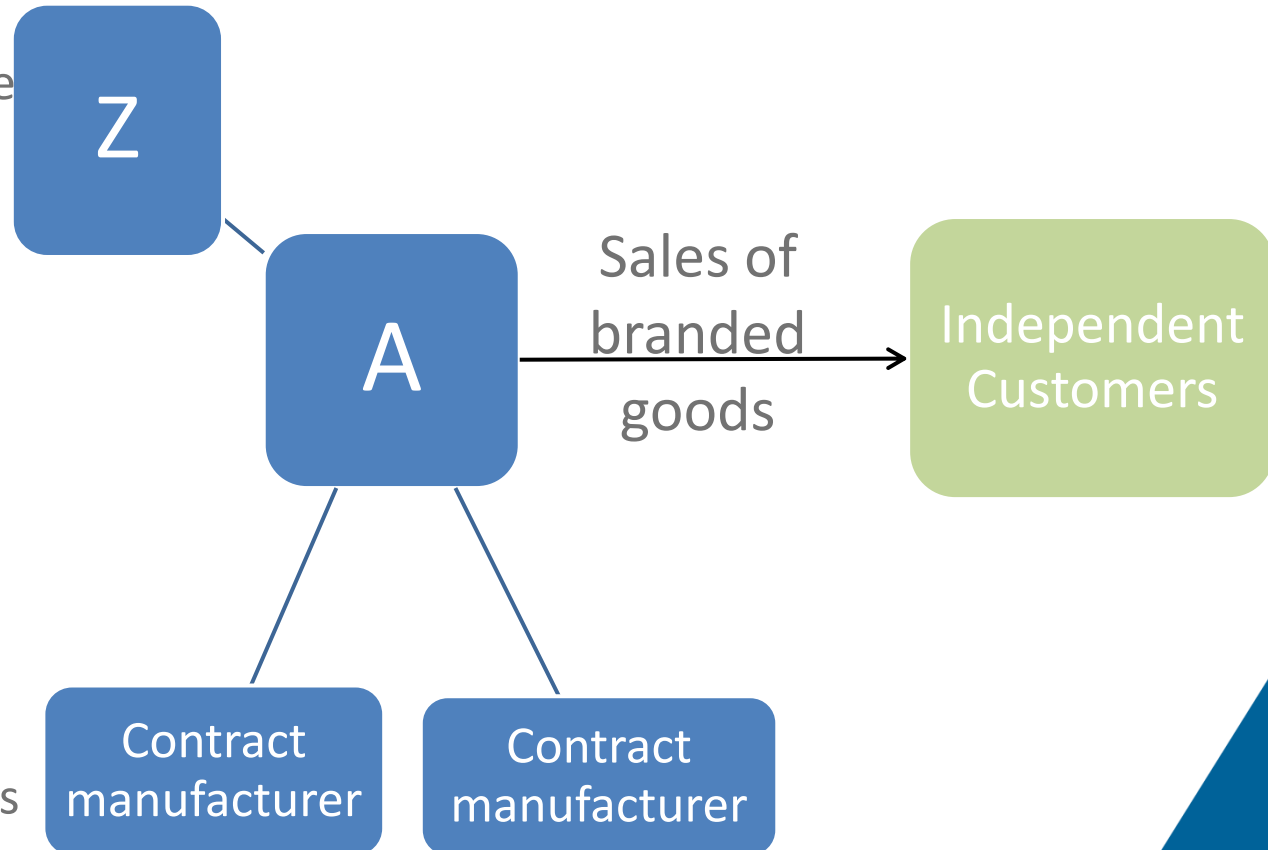 e
Z
Sales of
branded
goods
A
Independent
Customers
Contract
manufacturer
Contract
manufacturer
s